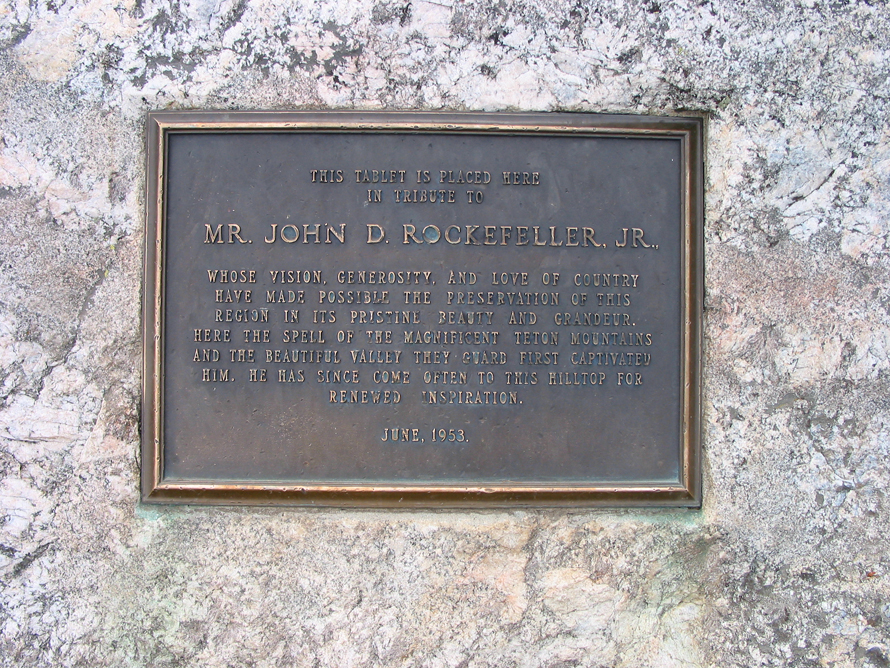 THIS TABLET IS PLACED HERE
IN TRIBUTE TO
MR. JOHN D. ROCKEFELLER, JR.,
WHOSE VISION, GENEROSITY, AND LOVE OF COUNTRY
HAVE MADE POSSIBLE THE PRESERVATION OF THIS
REGION IN ITS PRISTINE BEAUTY AND GRANDEUR.
HERE THE SPELL OF THE MAGNIFICENT TETON MOUNTAINS
AND THE BEAUTIFUL VALLEY THEY GUARD FIRST CAPTIVATED
HIM. HE HAS SINCE COME OFTEN TO THIS HILLTOP FOR
RENEWED INSPIRATION.
JUNE, 1953.